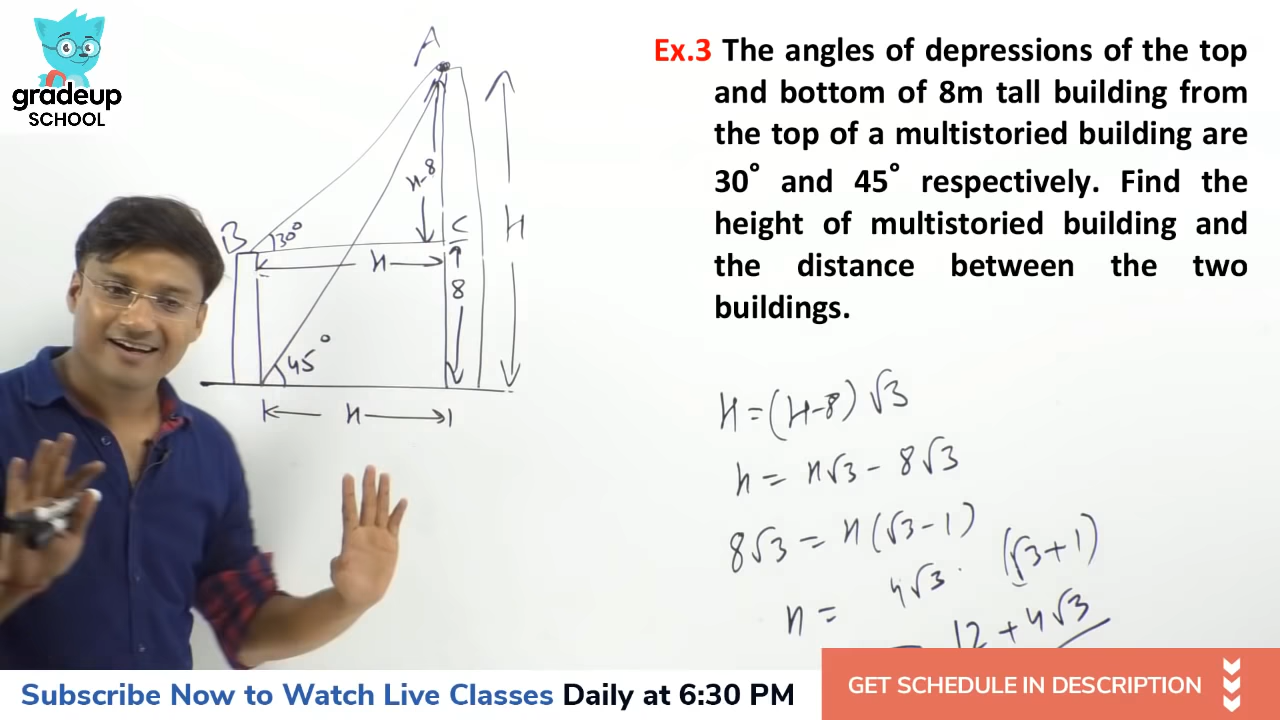 gradeup
SCHOOL
Ex.3 The angles of depressions of the top
and bottom of 8m tall building from
the top of a multistoried building are
30° and 45° respectively. Find the
height of multistoried building and
the distance between the two
buildings.
A
H-8
B
30°
C
H
H
8
45°
H
H=(H-8)√3
H = H√3 - 8√3
8√3 = H(√3-1)
H = 4√3 . (√3+1)
12 + 4√3
Subscribe Now to Watch Live Classes Daily at 6:30 PM
GET SCHEDULE IN DESCRIPTION